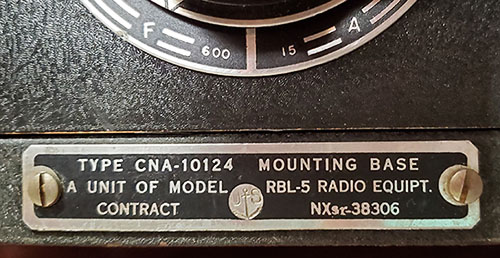 F 600 15 A
TYPE CNA-10124 MOUNTING BASE
A UNIT OF MODEL RBL-5 RADIO EQUIPT.
CONTRACT NXsr-38306